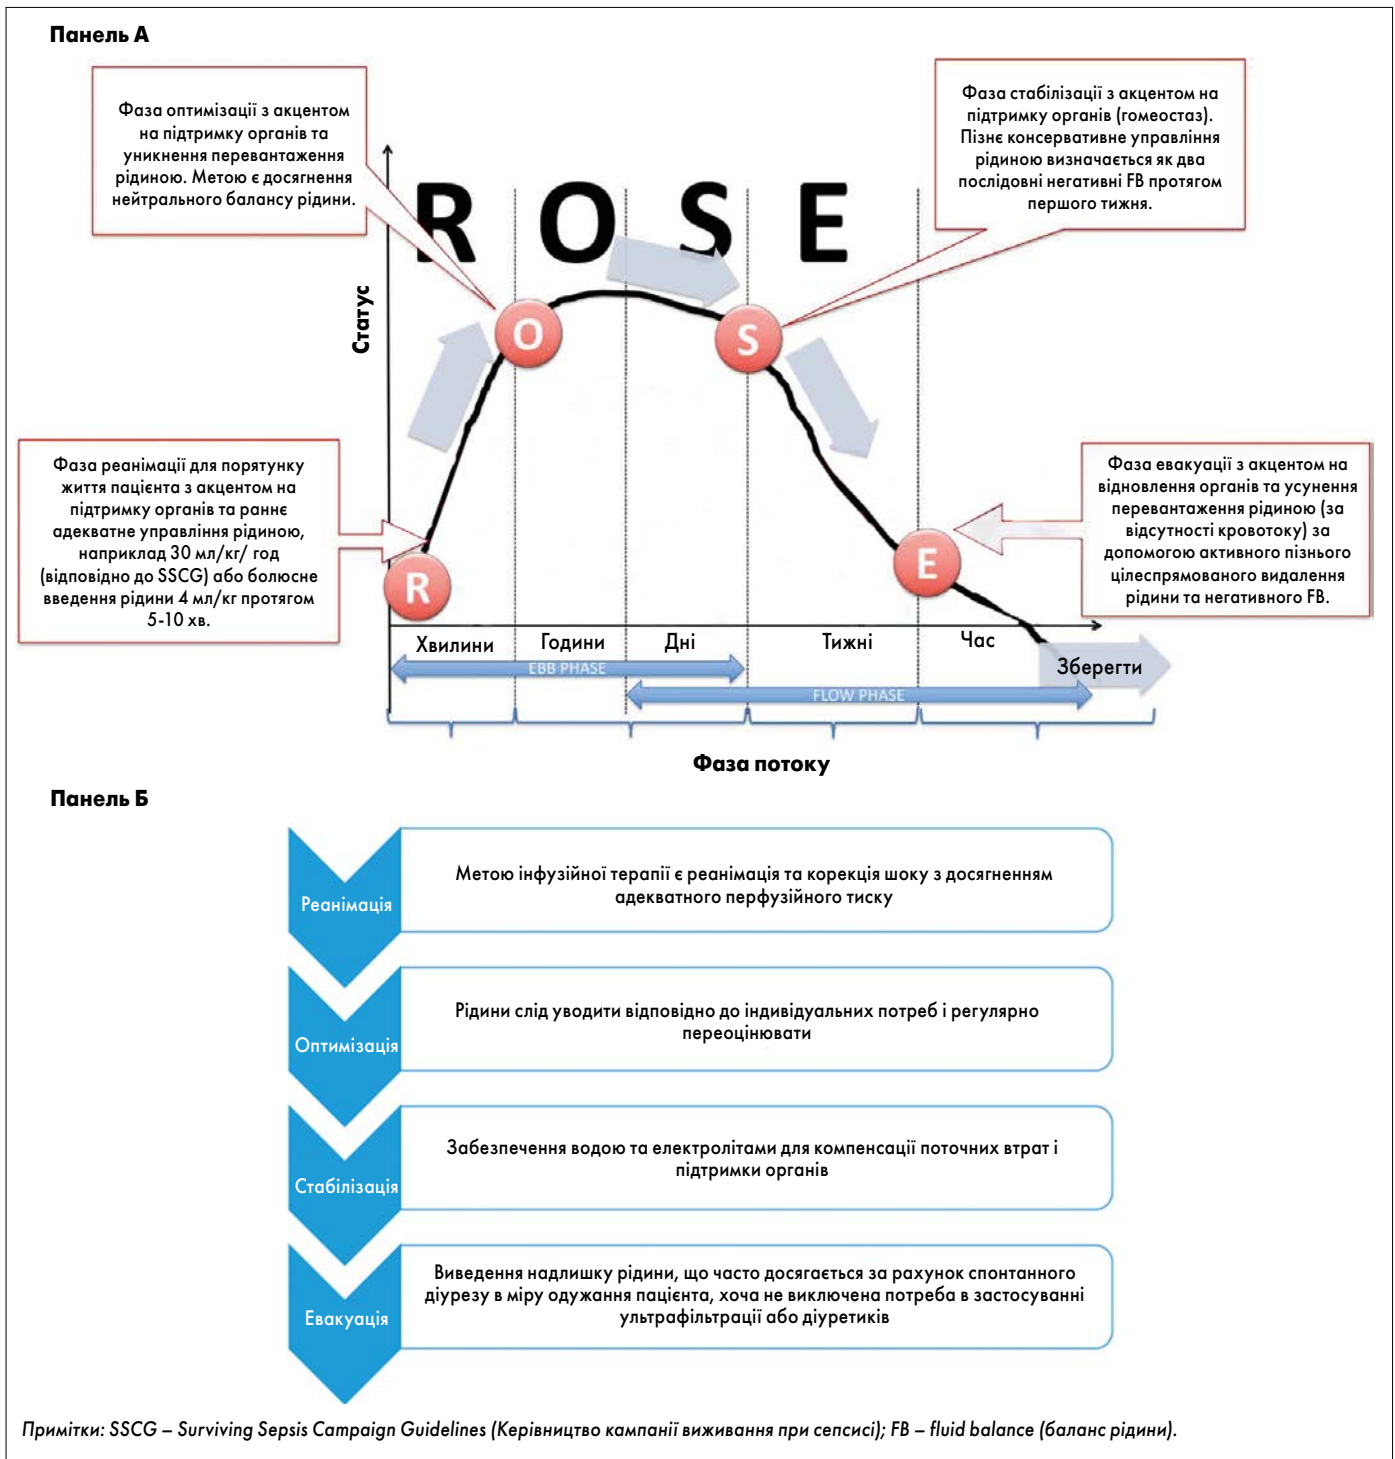 Панель А
Фаза оптимізації з акцентом
на підтримку органів та
уникнення перевантаження
рідиною. Метою є досягнення
нейтрального балансу рідини.
Фаза стабілізації з акцентом на
підтримку органів (гомеостаз).
Пізнє консервативне управління
рідиною визначається як два
послідовні негативні FB протягом
першого тижня.
R O S E
Статус
O
S
Фаза реанімації для порятунку
життя пацієнта з акцентом на
підтримку органів та раннє
адекватне управління рідиною,
наприклад 30 мл/кг/ год
(відповідно до SSCG) або болюсне
введення рідини 4 мл/кг протягом
5-10 хв.
Фаза евакуації з акцентом на
відновлення органів та усунення
перевантаження рідиною (за
відсутності кровотоку) за
допомогою активного пізнього
цілеспрямованого видалення
рідини та негативного FB.
R
E
Хвилини Години Дні Тижні Час
Зберегти
EBB PHASE
FLOW PHASE
Фаза потоку
Панель Б
Реанімація
Метою інфузійної терапії є реанімація та корекція шоку з досягненням
адекватного перфузійного тиску
Оптимізація
Рідини слід уводити відповідно до індивідуальних потреб і регулярно
переоцінювати
Стабілізація
Забезпечення водою та електролітами для компенсації поточних втрат і
підтримки органів
Евакуація
Виведення надлишку рідини, що часто досягається за рахунок спонтанного
діурезу в міру одужання пацієнта, хоча не виключена потреба в застосуванні
ультрафільтрації або діуретиків
Примітки: SSCG – Surviving Sepsis Campaign Guidelines (Керівництво кампанії виживання при сепсисі); FB – fluid balance (баланс рідини).